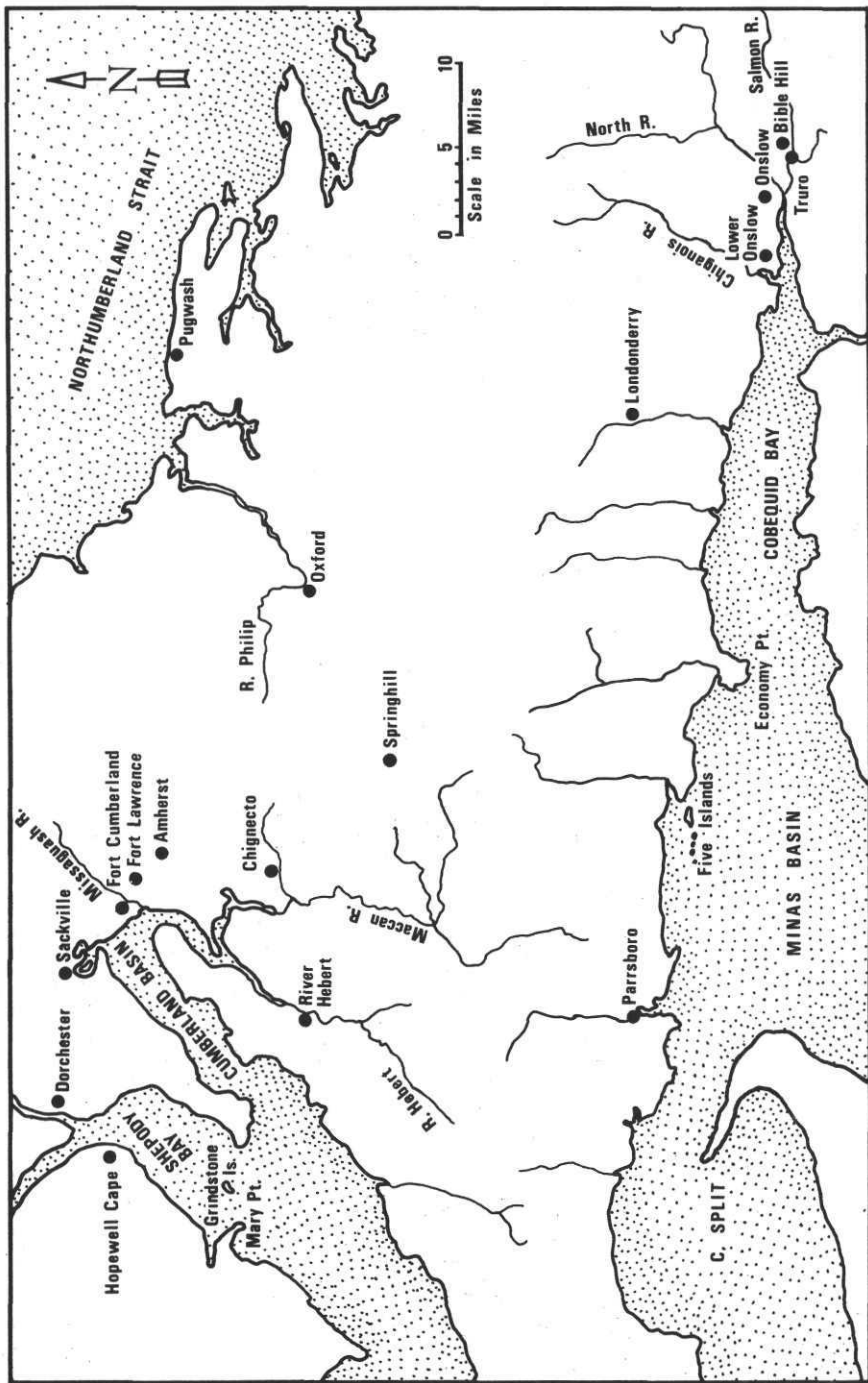 N
NORTHUMBERLAND STRAIT
0 5 10
Scale in Miles
Pugwash
Oxford
R. Philip
Springhill
Missaguash R.
Fort Cumberland
Fort Lawrence
Amherst
Sackville
Dorchester
Chignecto
CUMBERLAND BASIN
SHEPODY
BAY
Hopewell Cape
Grindstone
Is.
Mary Pt.
River
Hebert
R. Hebert
Maccan R.
North R.
Salmon R.
Bible Hill
Onslow
Truro
Lower
Onslow
Chiganois R.
Londonderry
COBEQUID BAY
Economy Pt.
Five Islands
MINAS BASIN
Parrsboro
C. SPLIT